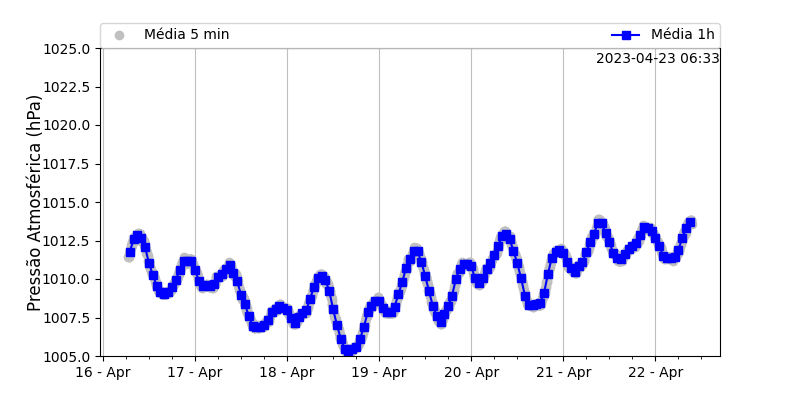 Média 5 min
Média 1h
2023-04-23 06:33
Pressão Atmosférica (hPa)
1025.0
1022.5
1020.0
1017.5
1015.0
1012.5
1010.0
1007.5
1005.0
16 - Apr
17 - Apr
18 - Apr
19 - Apr
20 - Apr
21 - Apr
22 - Apr